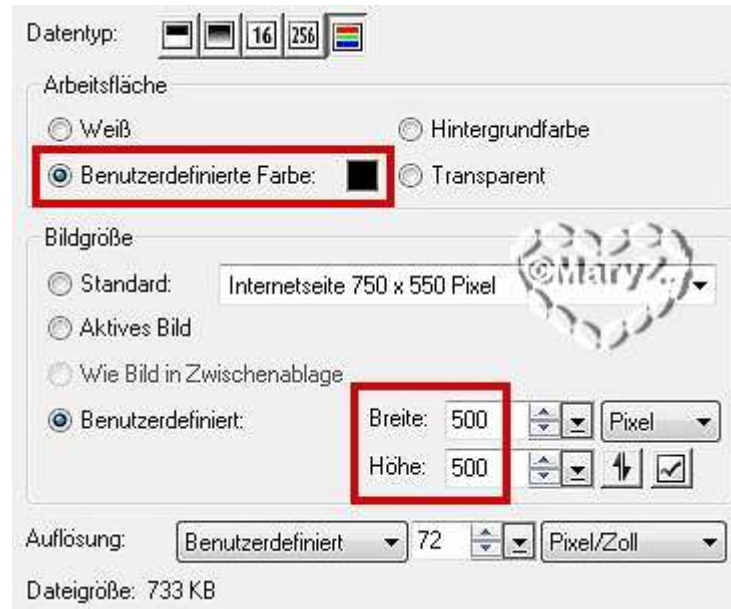 Datentyp: 16 256
Arbeitsfläche
Weiß Hintergrundfarbe
Benutzerdefinierte Farbe: Transparent
Bildgröße
©MaryZ.
Standard: Internetseite 750 x 550 Pixel
Aktives Bild
Wie Bild in Zwischenablage
Benutzerdefiniert: Breite: 500 Pixel
Höhe: 500
Auflösung: Benutzerdefiniert 72 Pixel/Zoll
Dateigröße: 733 KB